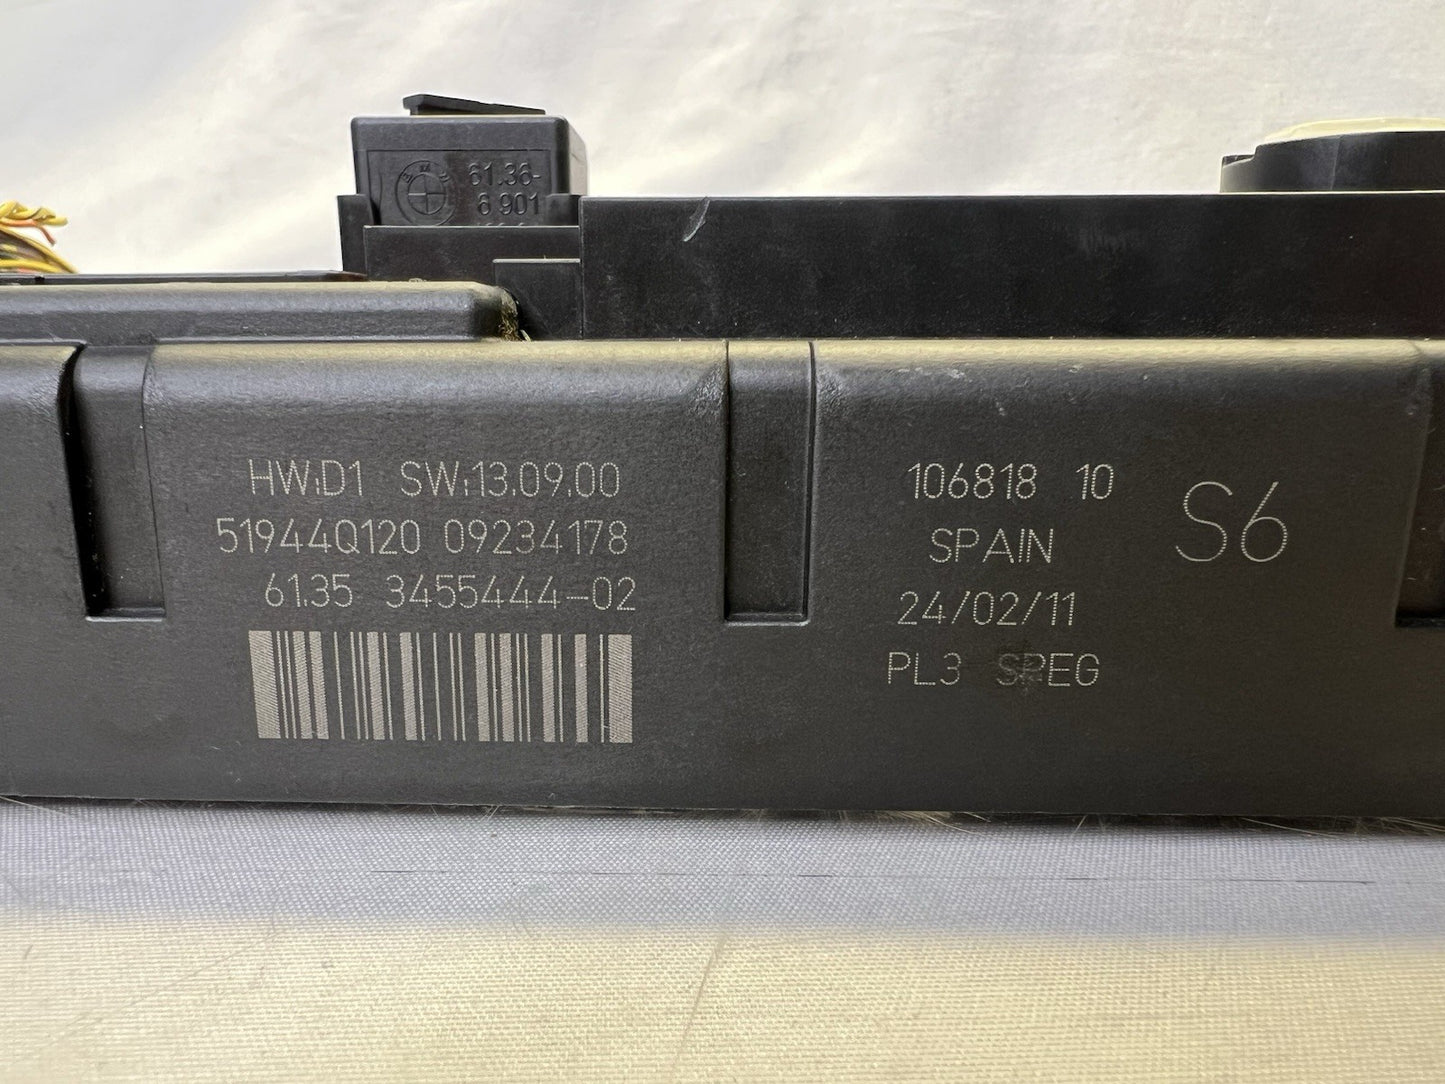 61.36-
6 901
HW:D1 SW:13.09.00
51944Q120 09234178
61.35 3455444-02
106818 10
SPAIN
24/02/11
PL3 SREG
S6